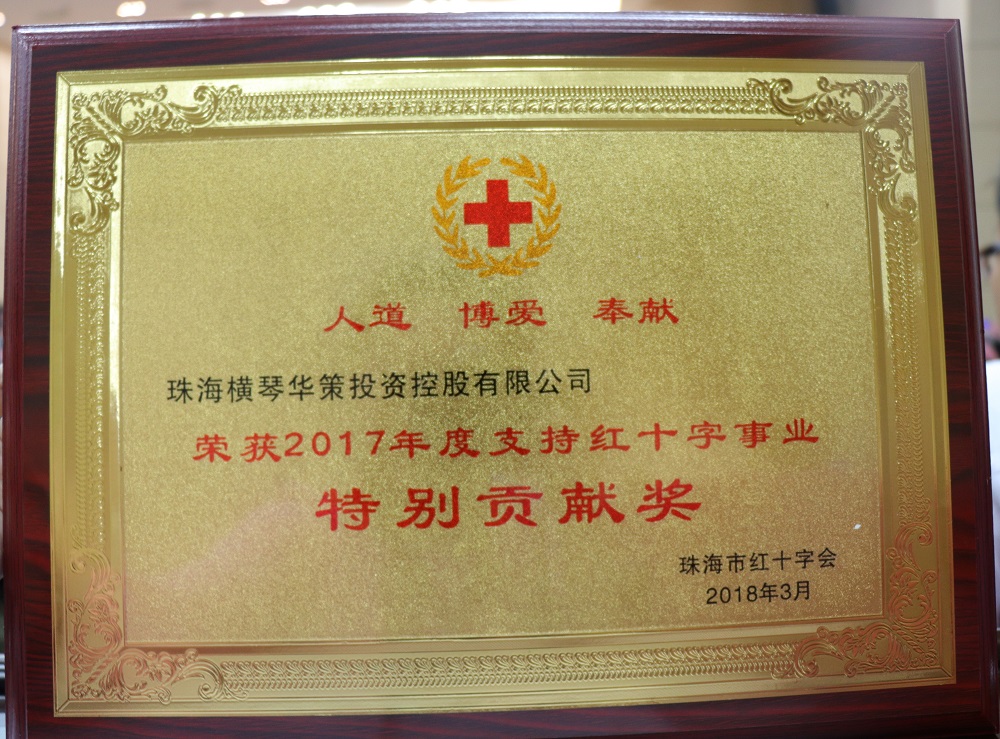 人道 博爱 奉献
珠海横琴华策投资控股有限公司
荣获2017年度支持红十字事业
特别贡献奖
珠海市红十字会
2018年3月